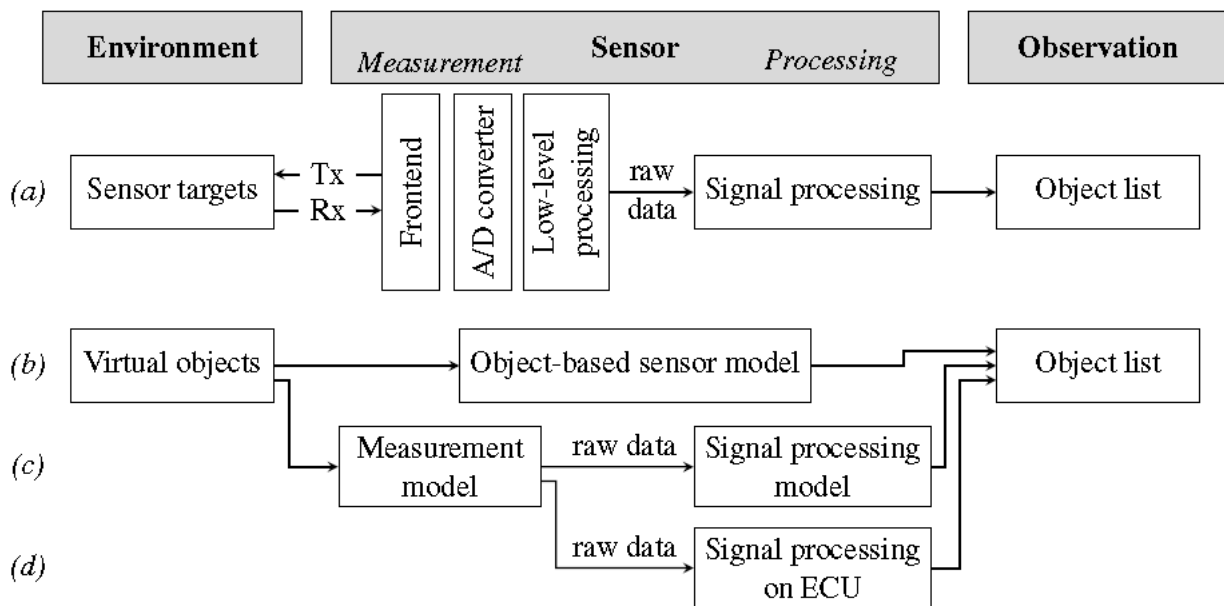 Environment
Sensor
Measurement
Processing
Observation
(a)
Sensor targets
Tx
Rx
Frontend
A/D converter
Low-level
processing
raw
data
Signal processing
Object list
(b)
Virtual objects
Object-based sensor model
Object list
(c)
Measurement
model
raw data
Signal processing
model
(d)
raw data
Signal processing
on ECU